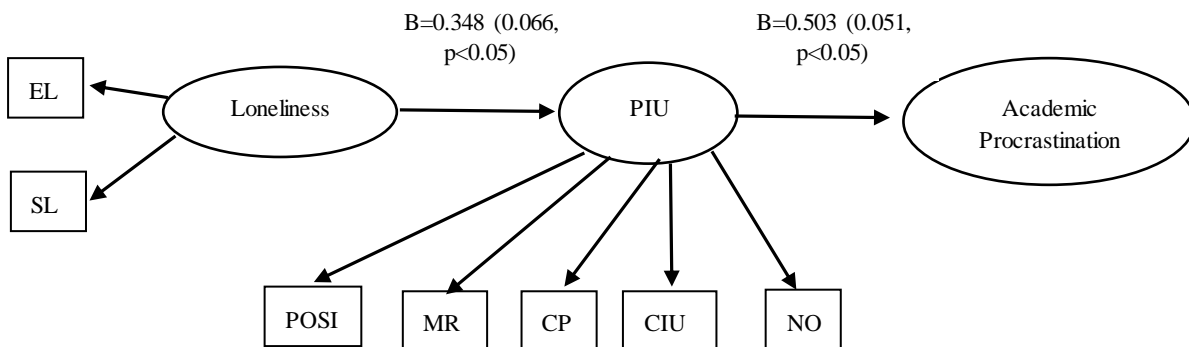 B=0.348 (0.066,
p<0.05)
B=0.503 (0.051,
p<0.05)
EL
Loneliness
PIU
Academic
Procrastination
SL
POSI
MR
CP
CIU
NO